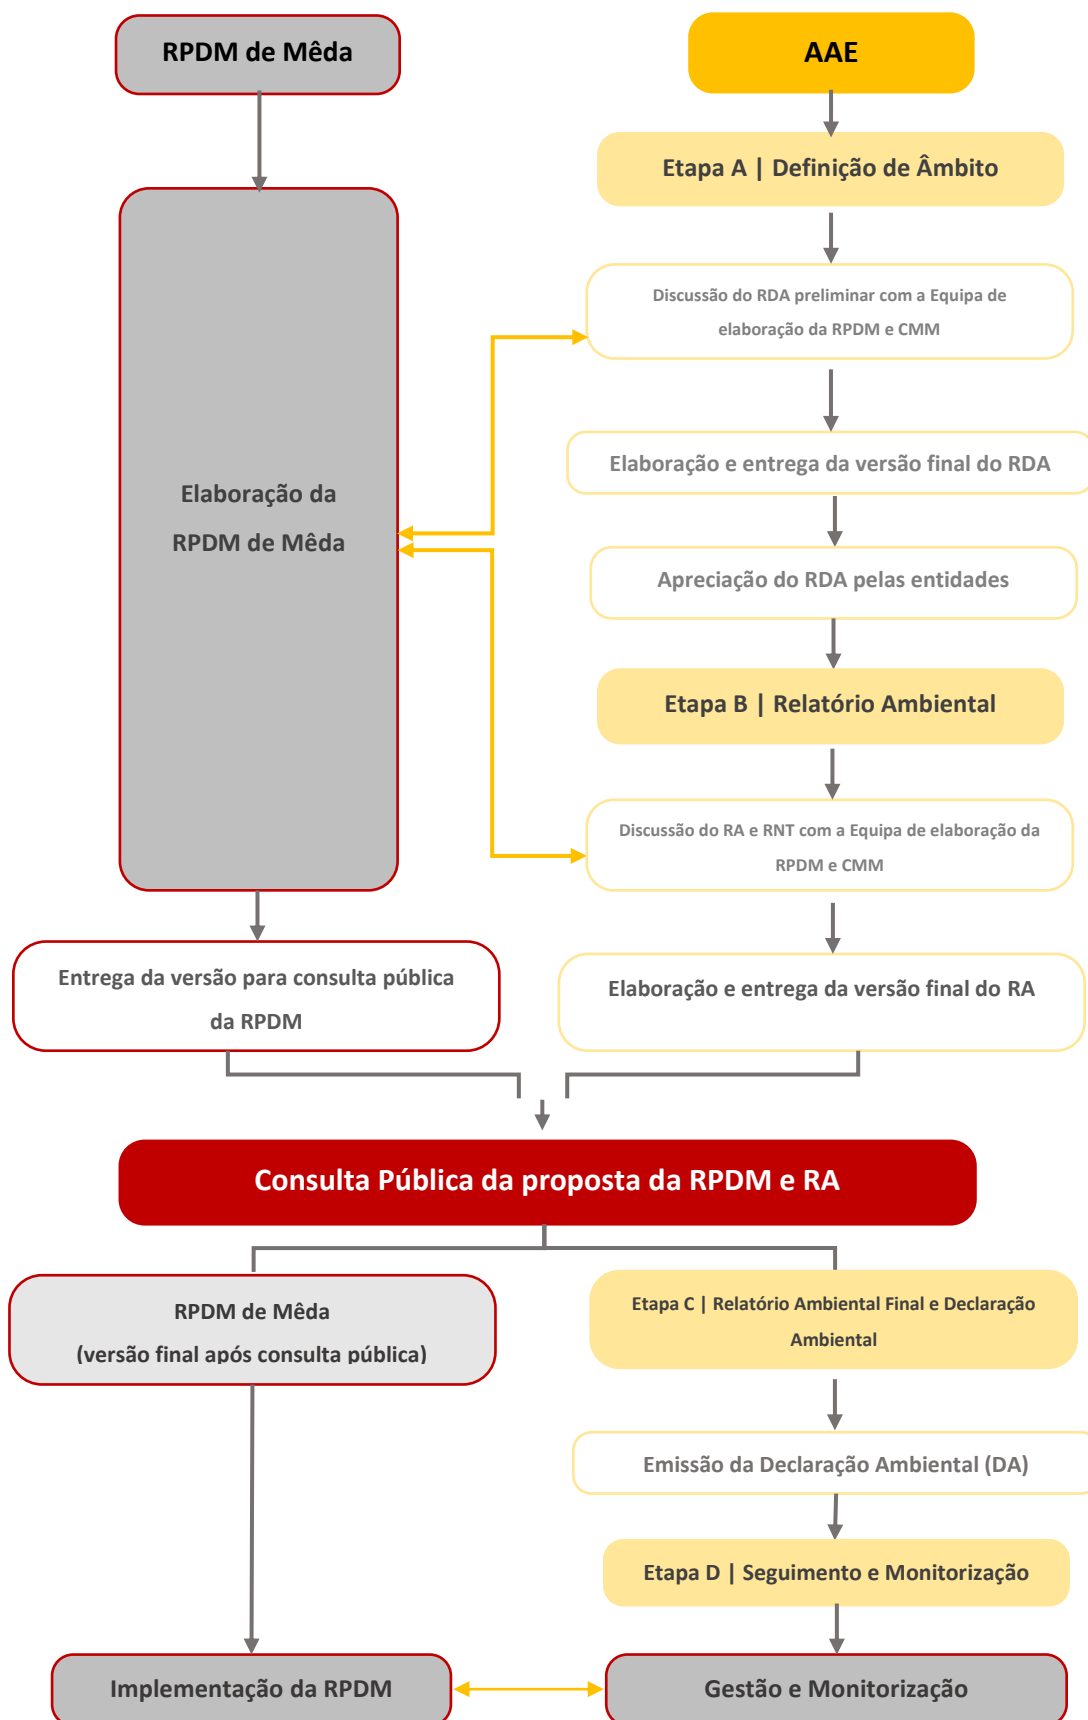 RPDM de Mêda
AAE
Etapa A | Definição de Âmbito
Discussão do RDA preliminar com a Equipa de
elaboração da RPDM e CMM
Elaboração e entrega da versão final do RDA
Elaboração da
RPDM de Mêda
Apreciação do RDA pelas entidades
Etapa B | Relatório Ambiental
Discussão do RA e RNT com a Equipa de elaboração da
RPDM e CMM
Entrega da versão para consulta pública
da RPDM
Elaboração e entrega da versão final do RA
Consulta Pública da proposta da RPDM e RA
RPDM de Mêda
(versão final após consulta pública)
Etapa C | Relatório Ambiental Final e Declaração
Ambiental
Emissão da Declaração Ambiental (DA)
Etapa D | Seguimento e Monitorização
Implementação da RPDM
Gestão e Monitorização